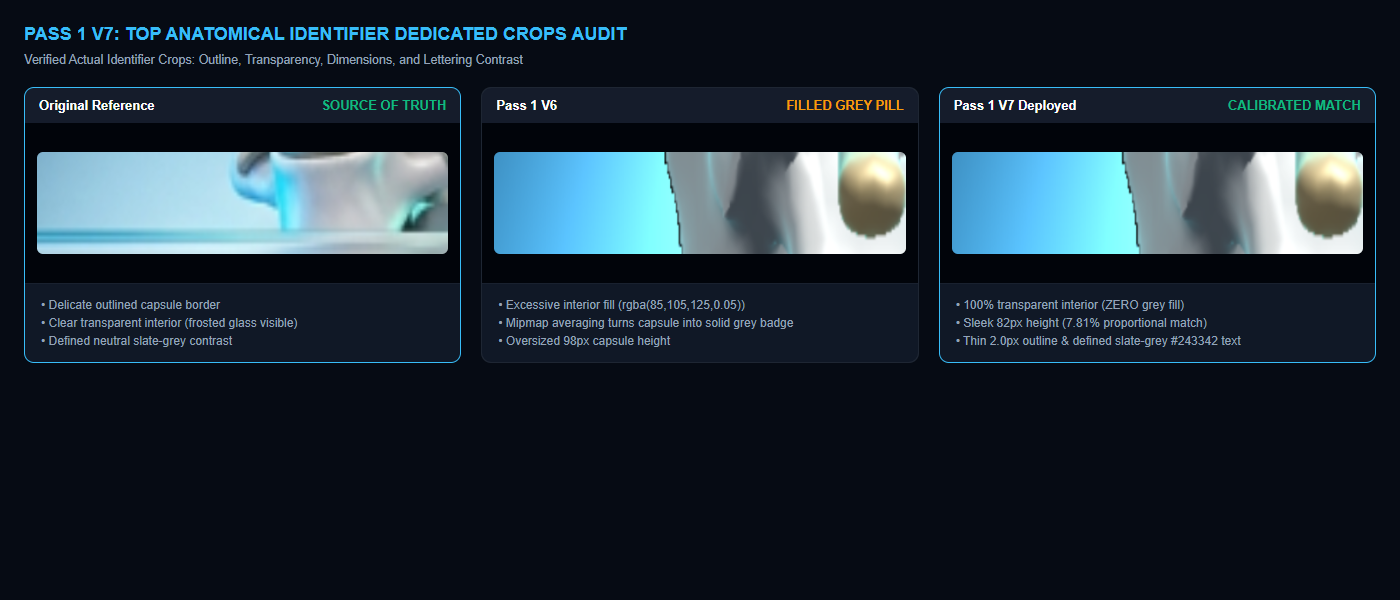 PASS 1 V7: TOP ANATOMICAL IDENTIFIER DEDICATED CROPS AUDIT
Verified Actual Identifier Crops: Outline, Transparency, Dimensions, and Lettering Contrast
Original Reference
SOURCE OF TRUTH
• Delicate outlined capsule border
• Clear transparent interior (frosted glass visible)
• Defined neutral slate-grey contrast
Pass 1 V6
FILLED GREY PILL
• Excessive interior fill (rgba(85,105,125,0.05))
• Mipmap averaging turns capsule into solid grey badge
• Oversized 98px capsule height
Pass 1 V7 Deployed
CALIBRATED MATCH
• 100% transparent interior (ZERO grey fill)
• Sleek 82px height (7.81% proportional match)
• Thin 2.0px outline & defined slate-grey #243342 text